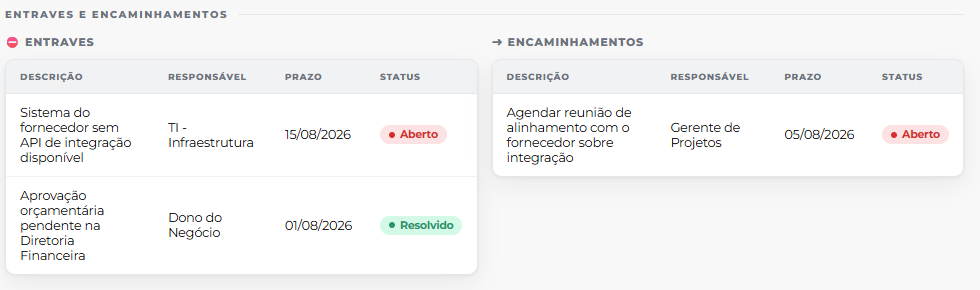 ENTRAVES E ENCAMINHAMENTOS
ENTRAVES
DESCRIÇÃO RESPONSÁVEL PRAZO STATUS
Sistema do
fornecedor sem
API de integração
disponível
TI -
Infraestrutura
15/08/2026
Aberto
Aprovação
orçamentária
pendente na
Diretoria
Financeira
Dono do
Negócio
01/08/2026
Resolvido
➜ ENCAMINHAMENTOS
DESCRIÇÃO RESPONSÁVEL PRAZO STATUS
Agendar reunião de
alinhamento com o
fornecedor sobre
integração
Gerente de
Projetos
05/08/2026
Aberto